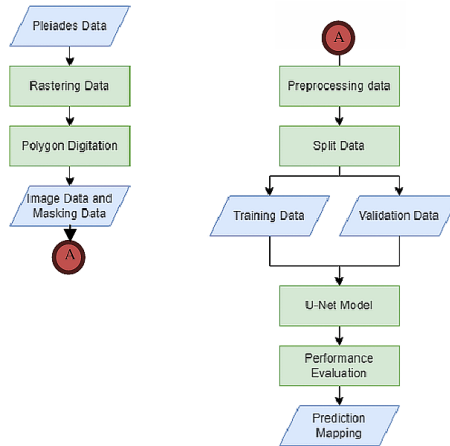 Pleiades Data
Rastering Data
Polygon Digitation
Image Data and
Masking Data
A
A
Preprocessing data
Split Data
Training Data
Validation Data
U-Net Model
Performance
Evaluation
Prediction
Mapping